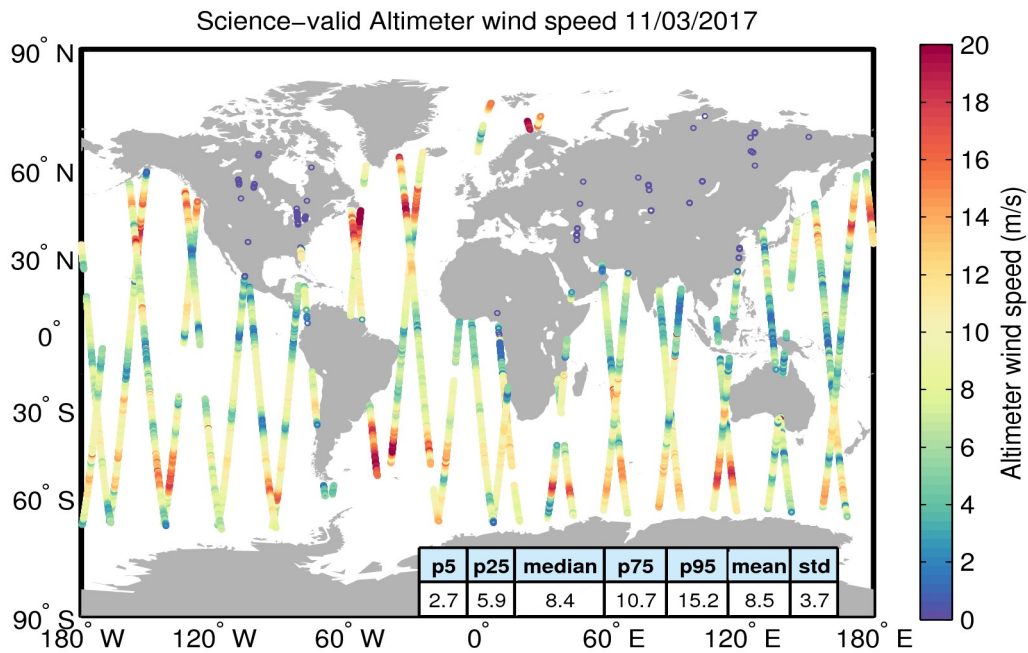 Science−valid Altimeter wind speed 11/03/2017
90° N
60° N
30° N
0°
30° S
60° S
90° S
180° W
120° W
60° W
0°
60° E
120° E
180° E
p5 p25 median p75 p95 mean std
2.7 5.9 8.4 10.7 15.2 8.5 3.7
20
18
16
14
12
10
8
6
4
2
0
Altimeter wind speed (m/s)